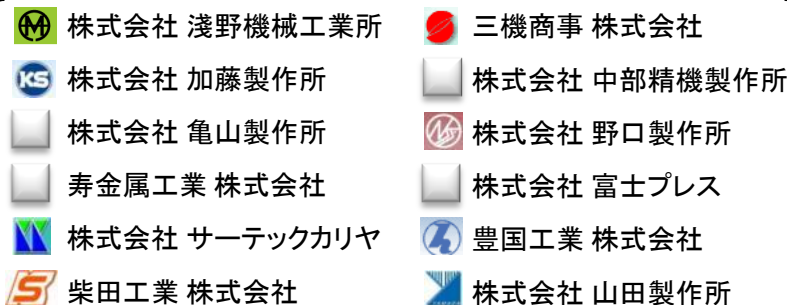 株式会社 淺野機械工業所
株式会社 加藤製作所
株式会社 亀山製作所
寿金属工業 株式会社
株式会社 サーテックカリヤ
柴田工業 株式会社
三機商事 株式会社
株式会社 中部精機製作所
株式会社 野口製作所
株式会社 富士プレス
豊国工業 株式会社
株式会社 山田製作所
KS